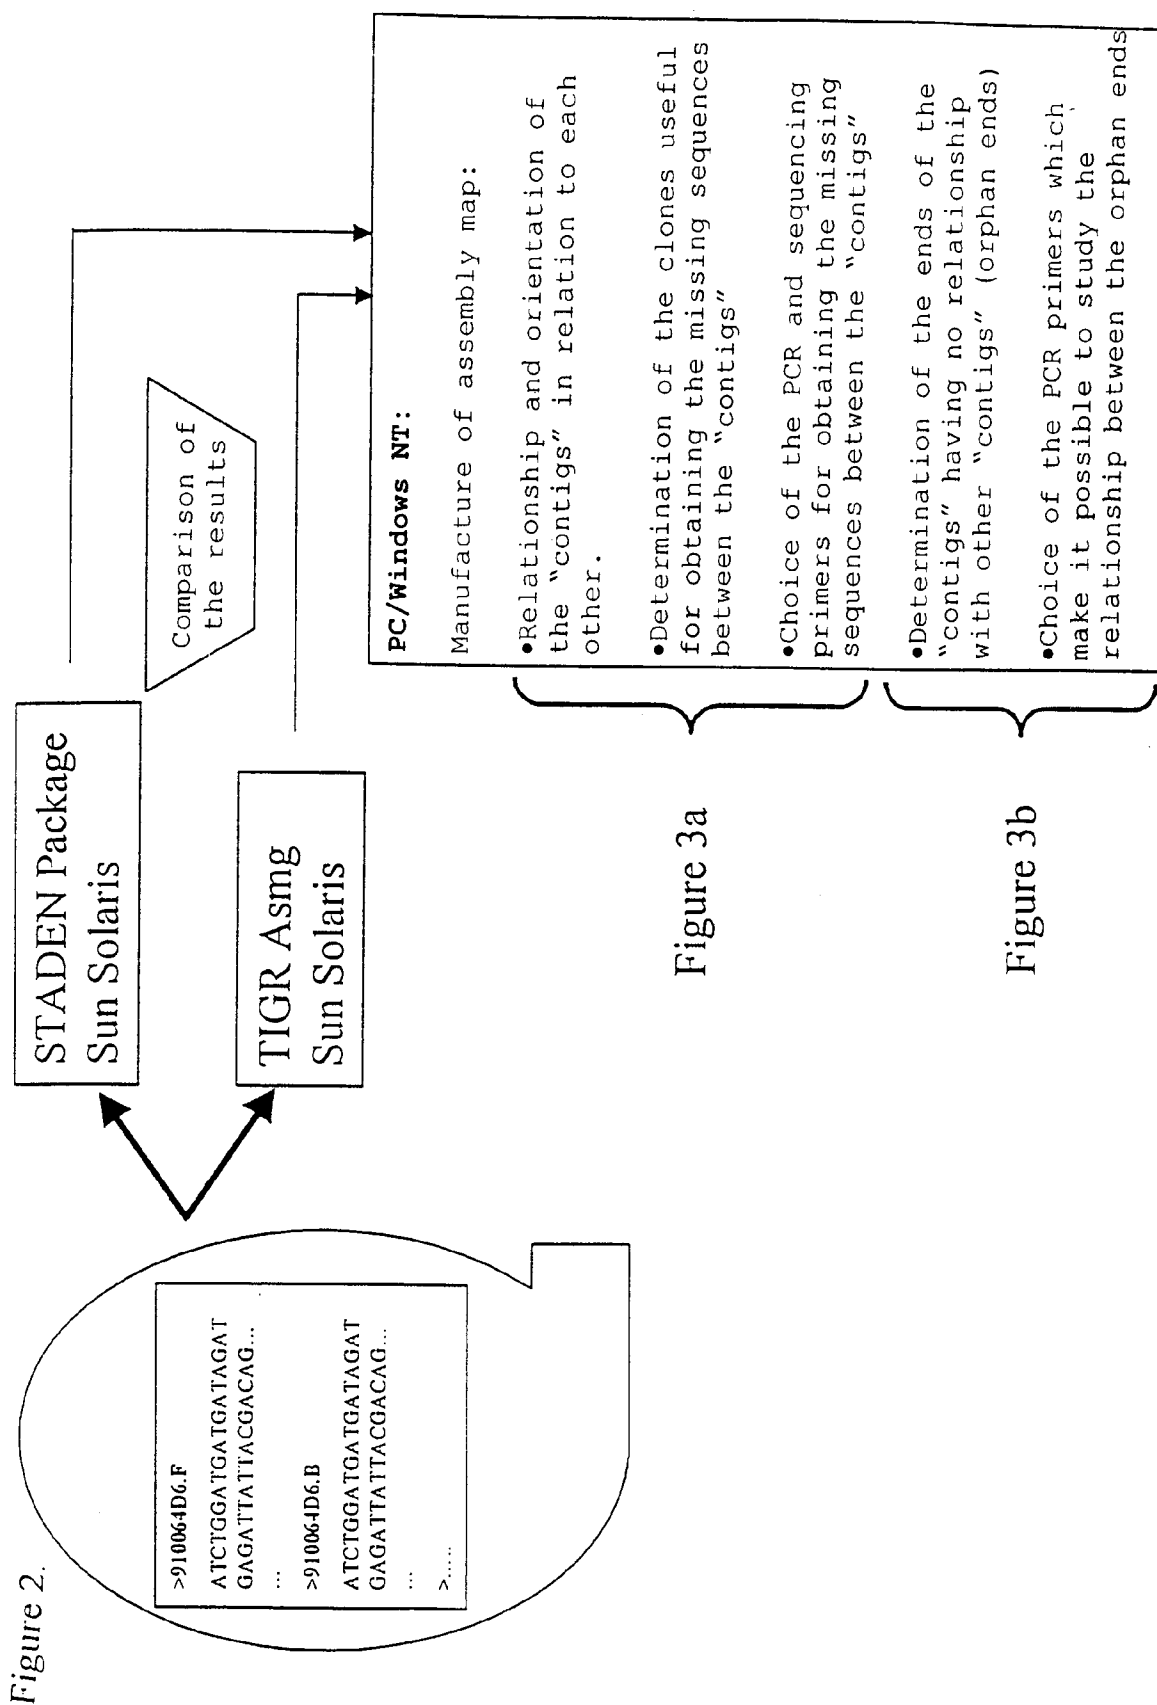 Figure 2.
>910064D6.F
ATCTGGATGATGATAGAT
GAGATTATTACGACAG...
...
>910064D6.B
ATCTGGATGATGATAGAT
GAGATTATTACGACAG...
...
>.....
STADEN Package
Sun Solaris
TIGR Asmg
Sun Solaris
Comparison of
the results
PC/Windows NT:
Manufacture of assembly map:
•Relationship and orientation of
the "contigs" in relation to each
other.
•Determination of the clones useful
for obtaining the missing sequences
between the "contigs"
•Choice of the PCR and sequencing
primers for obtaining the missing
sequences between the "contigs"
•Determination of the ends of the
"contigs" having no relationship
with other "contigs" (orphan ends)
•Choice of the PCR primers which
make it possible to study the
relationship between the orphan ends
Figure 3a
Figure 3b